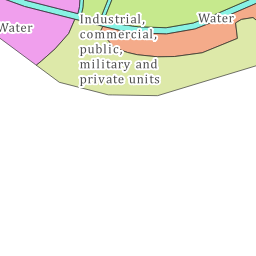 Industrial,
commercial,
public,
military and
private units
Water
Water